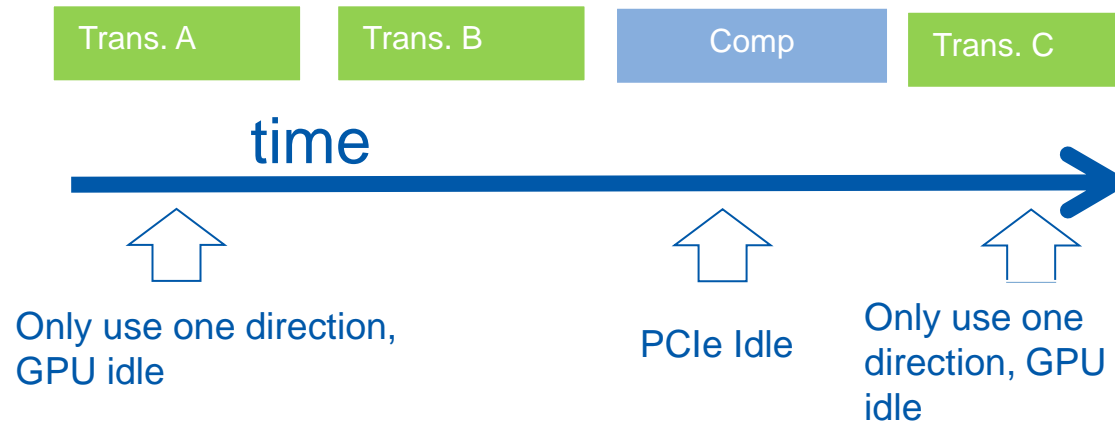 Trans. A
Trans. B
Comp
Trans. C
time
Only use one direction,
GPU idle
PCIe Idle
Only use one
direction, GPU
idle